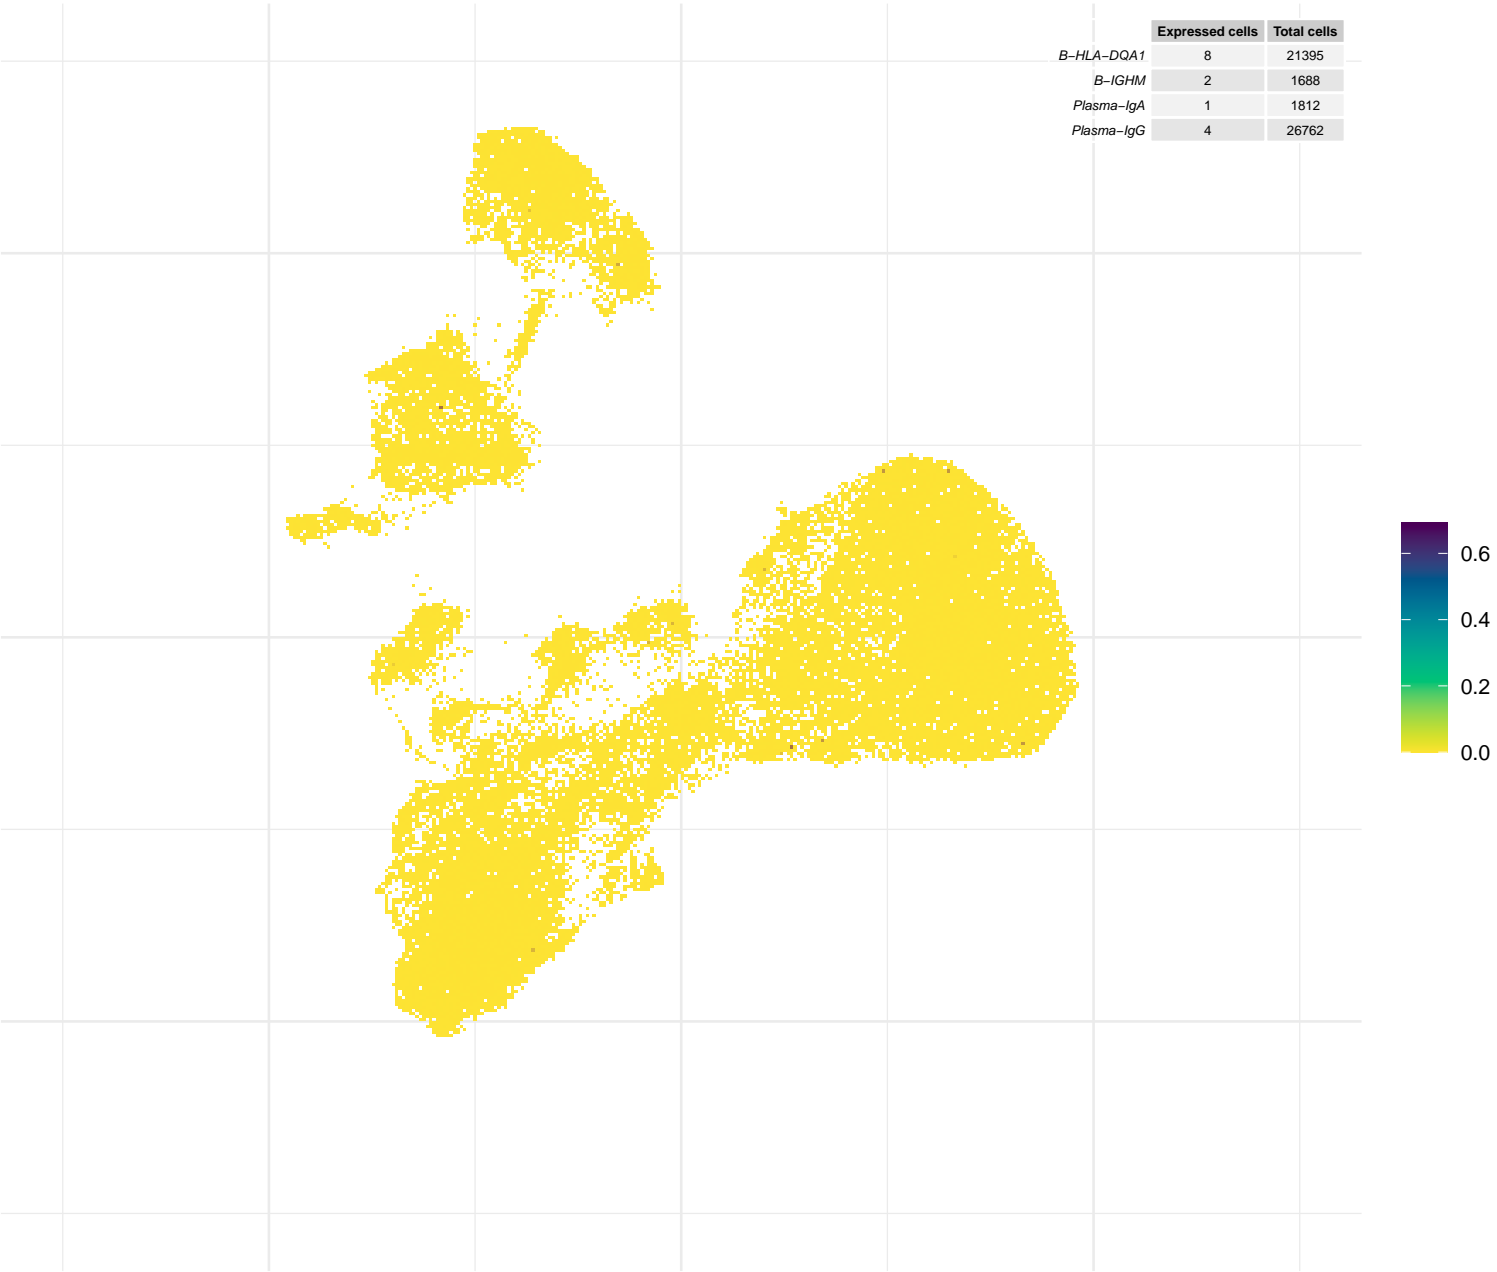 Expressed cells Total cells
B−HLA−DQA1 8 21395
B−IGHM 2 1688
Plasma−IgA 1 1812
Plasma−IgG 4 26762
0.6
0.4
0.2
0.0